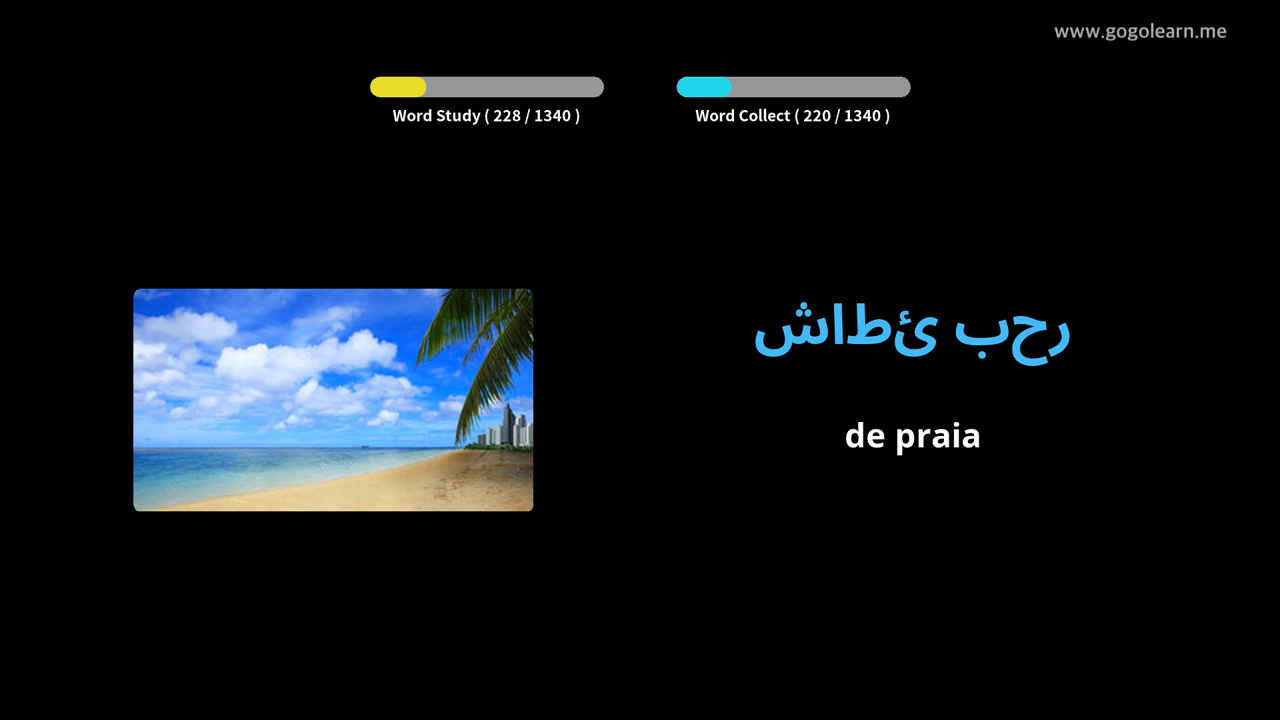 www.gogolearn.me
Word Study ( 228 / 1340 )
Word Collect ( 220 / 1340 )
رحب ئطاش
de praia